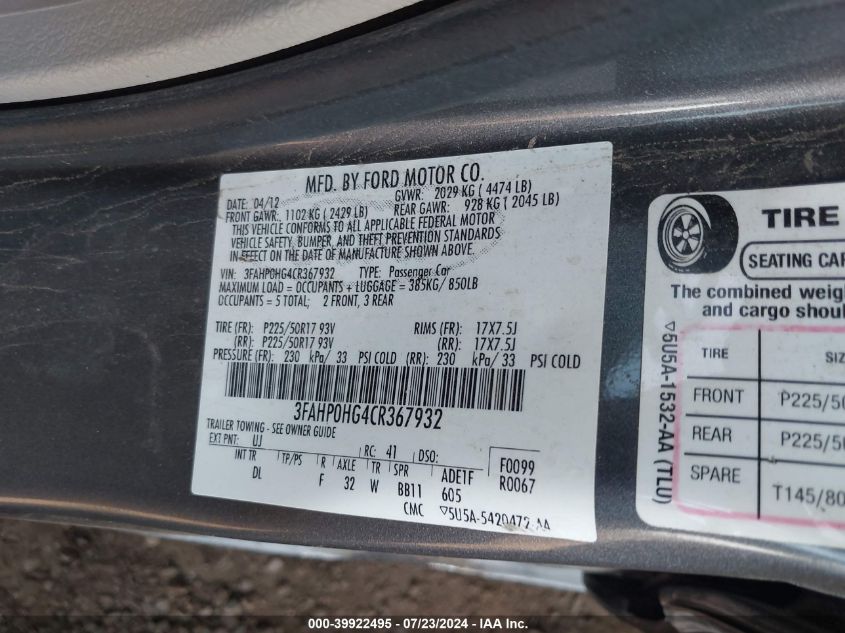 MFD. BY FORD MOTOR CO.
DATE: 04/12 GVWR: 2029 KG ( 4474 LB)
FRONT GAWR: 1102 KG ( 2429 LB) REAR GAWR: 928 KG ( 2045 LB)
THIS VEHICLE CONFORMS TO ALL APPLICABLE FEDERAL MOTOR
VEHICLE SAFETY, BUMPER, AND THEFT PREVENTION STANDARDS
IN EFFECT ON THE DATE OF MANUFACTURE SHOWN ABOVE.
VIN: 3FAHP0HG4CR367932 TYPE: Passenger Car
MAXIMUM LOAD = OCCUPANTS + LUGGAGE = 385KG/ 850LB
OCCUPANTS = 5 TOTAL; 2 FRONT, 3 REAR
TIRE (FR): P225/50R17 93V RIMS (FR): 17X7.5J
(RR): P225/50R17 93V (RR): 17X7.5J
PRESSURE (FR): 230 kPa/ 33 PSI COLD (RR): 230 kPa/ 33 PSI COLD
3FAHP0HG4CR367932
TRAILER TOWING - SEE OWNER GUIDE
EXT PNT: UJ RC: 41 DSO: F0099
INT TR TP/PS R AXLE TR SPR ADE1F R0067
DL F 32 W BB11 605
CMC ▽5U5A-5420472-AA
TIRE
SEATING CAP
The combined weigh
and cargo shoul
TIRE SIZ
FRONT P225/50
REAR P225/50
SPARE T145/80
▽5U5A-1532-AA (TLU)
000-39922495 - 07/23/2024 - IAA Inc.